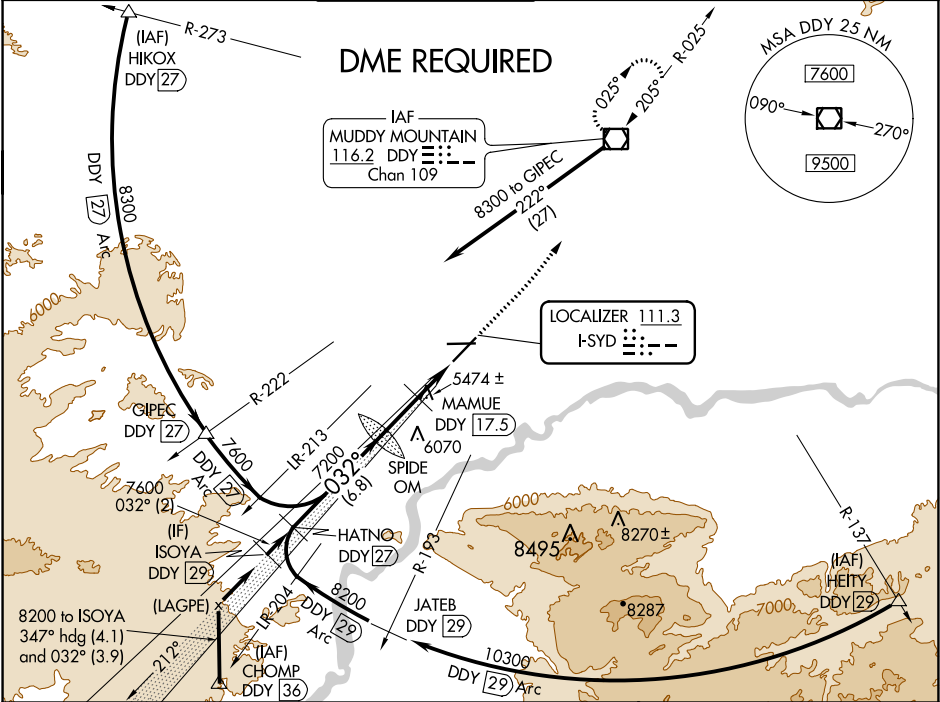 R-273
(IAF)
HIKOX
DDY 27
DME REQUIRED
R-025
025°
205°
MSA DDY 25 NM
7600
090°
270°
9500
IAF
MUDDY MOUNTAIN
116.2 DDY
Chan 109
8300 to GIPEC
222°
(27)
DDY 27 Arc
8300
6000
LOCALIZER 111.3
I-SYD
5474 ±
MAMUE
DDY 17.5
6070
SPIDE
OM
R-222
GIPEC
DDY 27
7600
DDY 27
Arc
LR-213
7200
032°
(6.8)
7600
032° (2)
(IF)
ISOYA
DDY 29
HATNO
DDY 27
R-193
6000
8495
8270 ±
R-137
(IAF)
HEITY
DDY 29
(LAGPE)
LR-204
8200
DDY 29
Arc
JATEB
DDY 29
8287
7000
8200 to ISOYA
347° hdg (4.1)
and 032° (3.9)
212°
(IAF)
CHOMP
DDY 36
10300
DDY 29 Arc